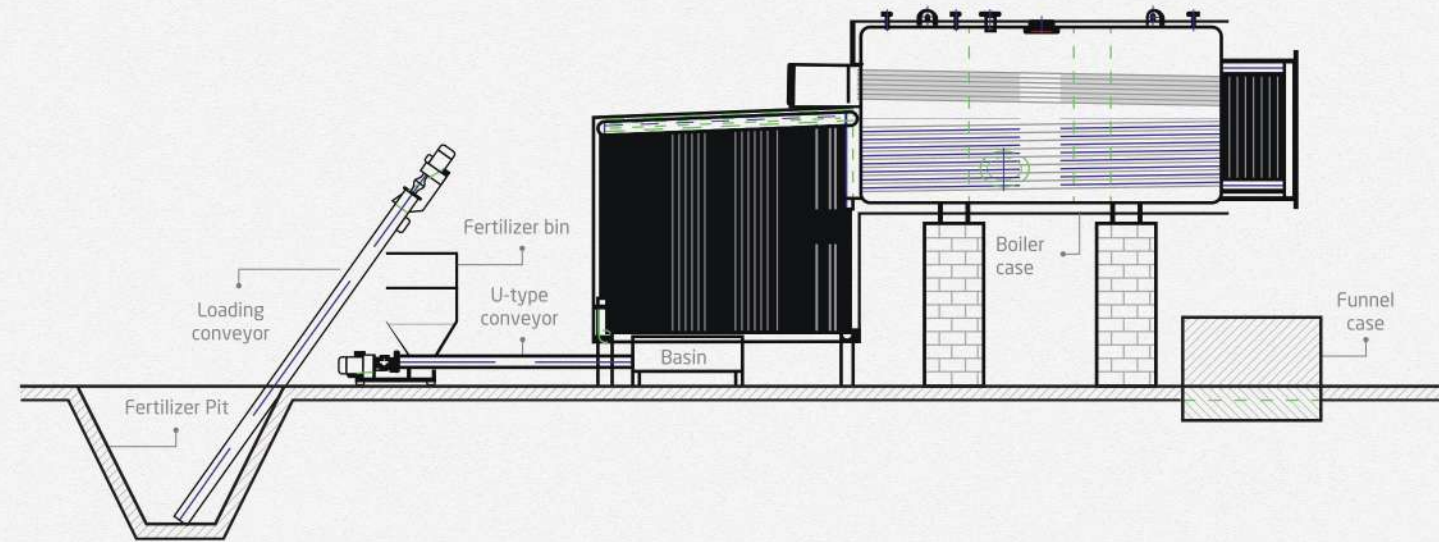 Fertilizer bin
Boiler
case
U-type
conveyor
Loading
conveyor
Funnel
case
Basin
Fertilizer Pit